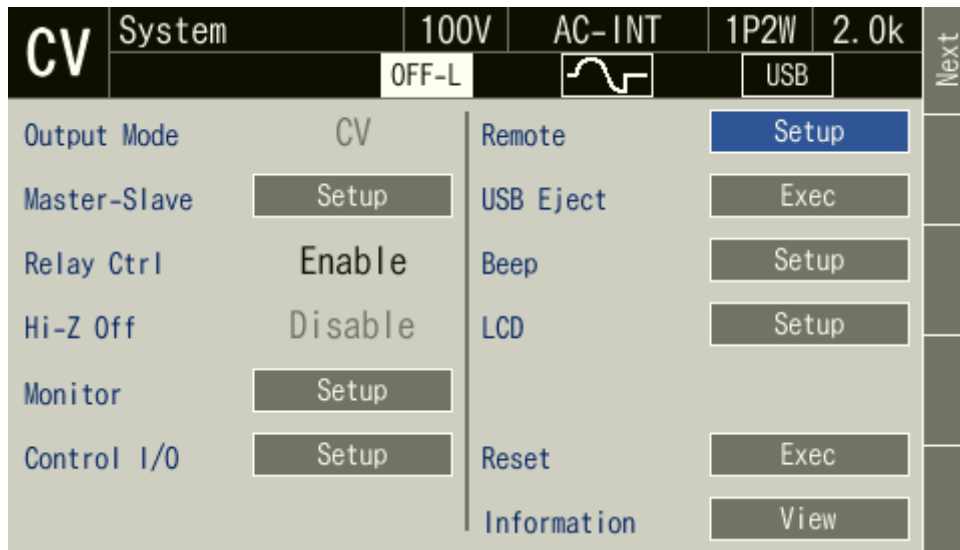 CV System 100V AC-INT 1P2W 2.0k Next
OFF-L USB
Output Mode CV
Master-Slave Setup
Relay Ctrl Enable
Hi-Z Off Disable
Monitor Setup
Control I/O Setup
Remote Setup
USB Eject Exec
Beep Setup
LCD Setup
Reset Exec
Information View